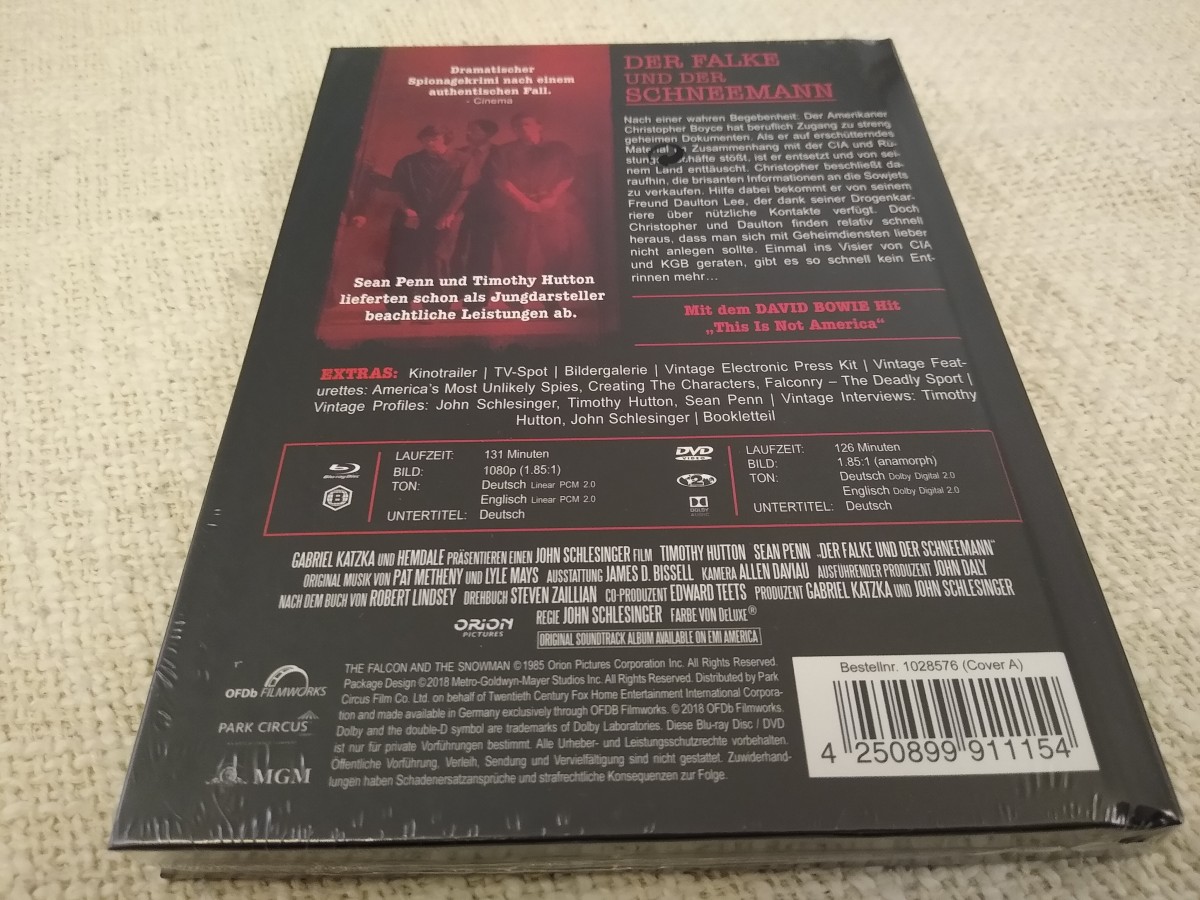 Dramatischer
Spionagekrimi nach einem
authentischen Fall.
- Cinema
Sean Penn und Timothy Hutton
lieferten schon als Jungdarsteller
beachtliche Leistungen ab.
DER FALKE
UND DER
SCHNEEMANN
Nach einer wahren Begebenheit: Der Amerikaner
Christopher Boyce hat beruflich Zugang zu streng
geheimen Dokumenten. Als er auf erschütterndes
Material im Zusammenhang mit der CIA und Rü-
stungsgeschäfte stößt, ist er entsetzt und von sei-
nem Land enttäuscht. Christopher beschließt da-
raufhin, die brisanten Informationen an die Sowjets
zu verkaufen. Hilfe dabei bekommt er von seinem
Freund Daulton Lee, der dank seiner Drogenkar-
riere über nützliche Kontakte verfügt. Doch
Christopher und Daulton finden relativ schnell
heraus, dass man sich mit Geheimdiensten lieber
nicht anlegen sollte. Einmal ins Visier von CIA
und KGB geraten, gibt es so schnell kein Ent-
rinnen mehr…
Mit dem DAVID BOWIE Hit
„This Is Not America“
EXTRAS: Kinotrailer | TV-Spot | Bildergalerie | Vintage Electronic Press Kit | Vintage Feat-
urettes: America's Most Unlikely Spies, Creating The Characters, Falconry – The Deadly Sport |
Vintage Profiles: John Schlesinger, Timothy Hutton, Sean Penn | Vintage Interviews: Timothy
Hutton, John Schlesinger | Bookletteil
Blu-ray Disc
B
LAUFZEIT: 131 Minuten
BILD: 1080p (1.85:1)
TON: Deutsch Linear PCM 2.0
Englisch Linear PCM 2.0
UNTERTITEL: Deutsch
DVD
VIDEO
2
DOLBY
LAUFZEIT: 126 Minuten
BILD: 1.85:1 (anamorph)
TON: Deutsch Dolby Digital 2.0
Englisch Dolby Digital 2.0
UNTERTITEL: Deutsch
GABRIEL KATZKA UND HEMDALE PRÄSENTIEREN EINEN JOHN SCHLESINGER FILM TIMOTHY HUTTON SEAN PENN „DER FALKE UND DER SCHNEEMANN“
ORIGINAL MUSIK VON PAT METHENY UND LYLE MAYS AUSSTATTUNG JAMES D. BISSELL KAMERA ALLEN DAVIAU AUSFÜHRENDER PRODUZENT JOHN DALY
NACH DEM BUCH VON ROBERT LINDSEY DREHBUCH STEVEN ZAILLIAN CO-PRODUZENT EDWARD TEETS PRODUZENT GABRIEL KATZKA UND JOHN SCHLESINGER
REGIE JOHN SCHLESINGER FARBE VON DELUXE®
ORION
PICTURES
ORIGINAL SOUNDTRACK ALBUM AVAILABLE ON EMI AMERICA
OFDb FILMWORKS
PARK CIRCUS
MGM
THE FALCON AND THE SNOWMAN © 1985 Orion Pictures Corporation Inc. All Rights Reserved.
Package Design ©2018 Metro-Goldwyn-Mayer Studios Inc. All Rights Reserved. Distributed by Park
Circus Film Co. Ltd. on behalf of Twentieth Century Fox Home Entertainment International Corpora-
tion and made available in Germany exclusively through OFDB Filmworks. © 2018 OFDb Filmworks.
Dolby and the double-D symbol are trademarks of Dolby Laboratories. Diese Blu-ray Disc / DVD
ist nur für private Vorführungen bestimmt. Alle Urheber- und Leistungsschutzrechte vorbehalten.
Öffentliche Vorführung, Verleih, Sendung und Vervielfältigung sind nicht gestattet. Zuwiderhand-
lungen haben Schadenersatzansprüche und strafrechtliche Konsequenzen zur Folge.
Bestellnr. 1028576 (Cover A)
4 250899 911154